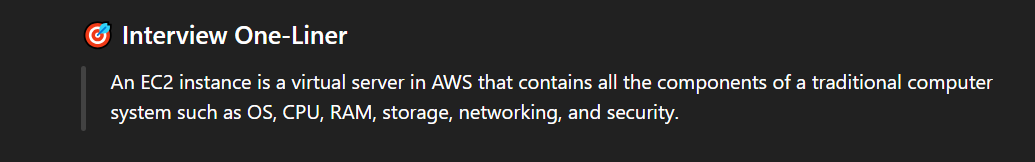 🎯 Interview One-Liner
An EC2 instance is a virtual server in AWS that contains all the components of a traditional computer
system such as OS, CPU, RAM, storage, networking, and security.